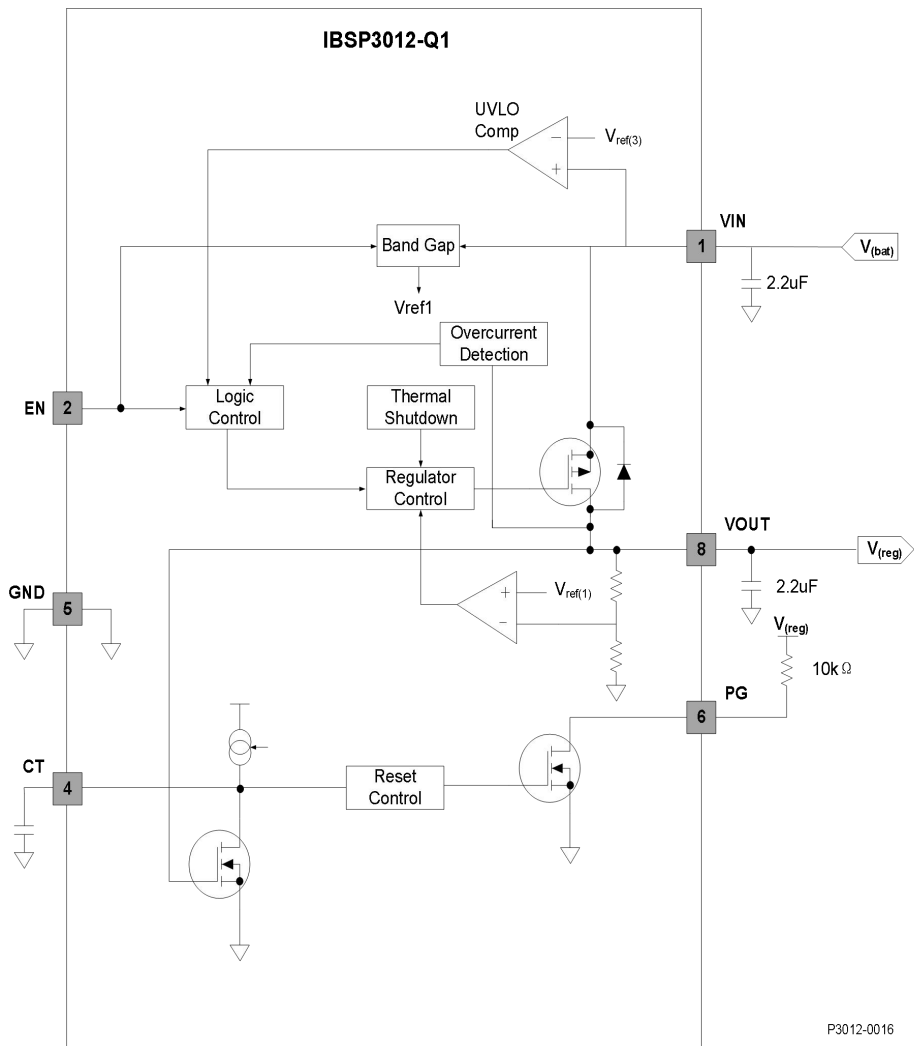 IBSP3012-Q1
UVLO
Comp
−
V_ref(3)
+
VIN
1
V_(bat)
2.2uF
Band Gap
Vref1
Overcurrent
Detection
EN
2
Logic
Control
Thermal
Shutdown
Regulator
Control
VOUT
8
V_(reg)
2.2uF
+
V_ref(1)
−
GND
5
V_(reg)
10kΩ
PG
6
CT
4
Reset
Control
P3012-0016